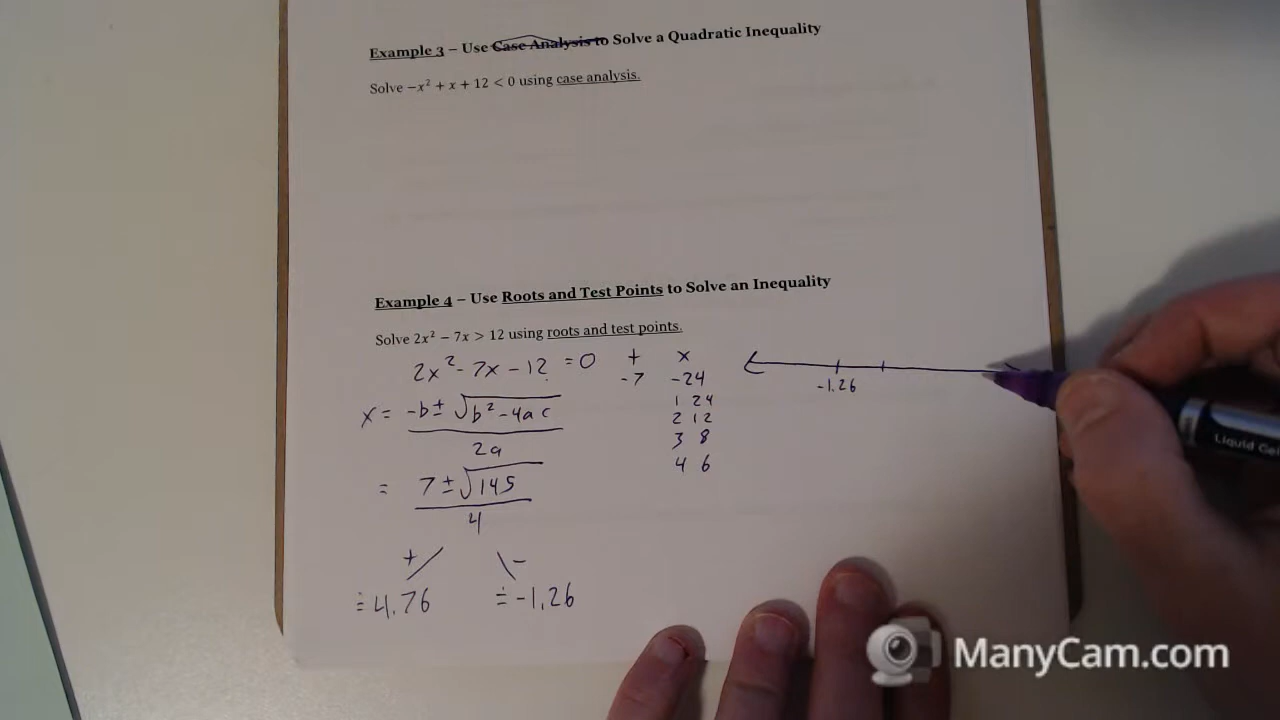 Example 3 – Use Case Analysis to Solve a Quadratic Inequality
Solve −x² + x + 12 < 0 using case analysis.
Example 4 – Use Roots and Test Points to Solve an Inequality
Solve 2x² − 7x > 12 using roots and test points.
2x² - 7x - 12 = 0
x = -b ± √b² - 4ac
2a
= 7 ± √145
4
+ -
≐ 4.76 ≐ -1.26
+ x
-7 -24
1 24
2 12
3 8
4 6
-1.26
Liquid Gel
ManyCam.com